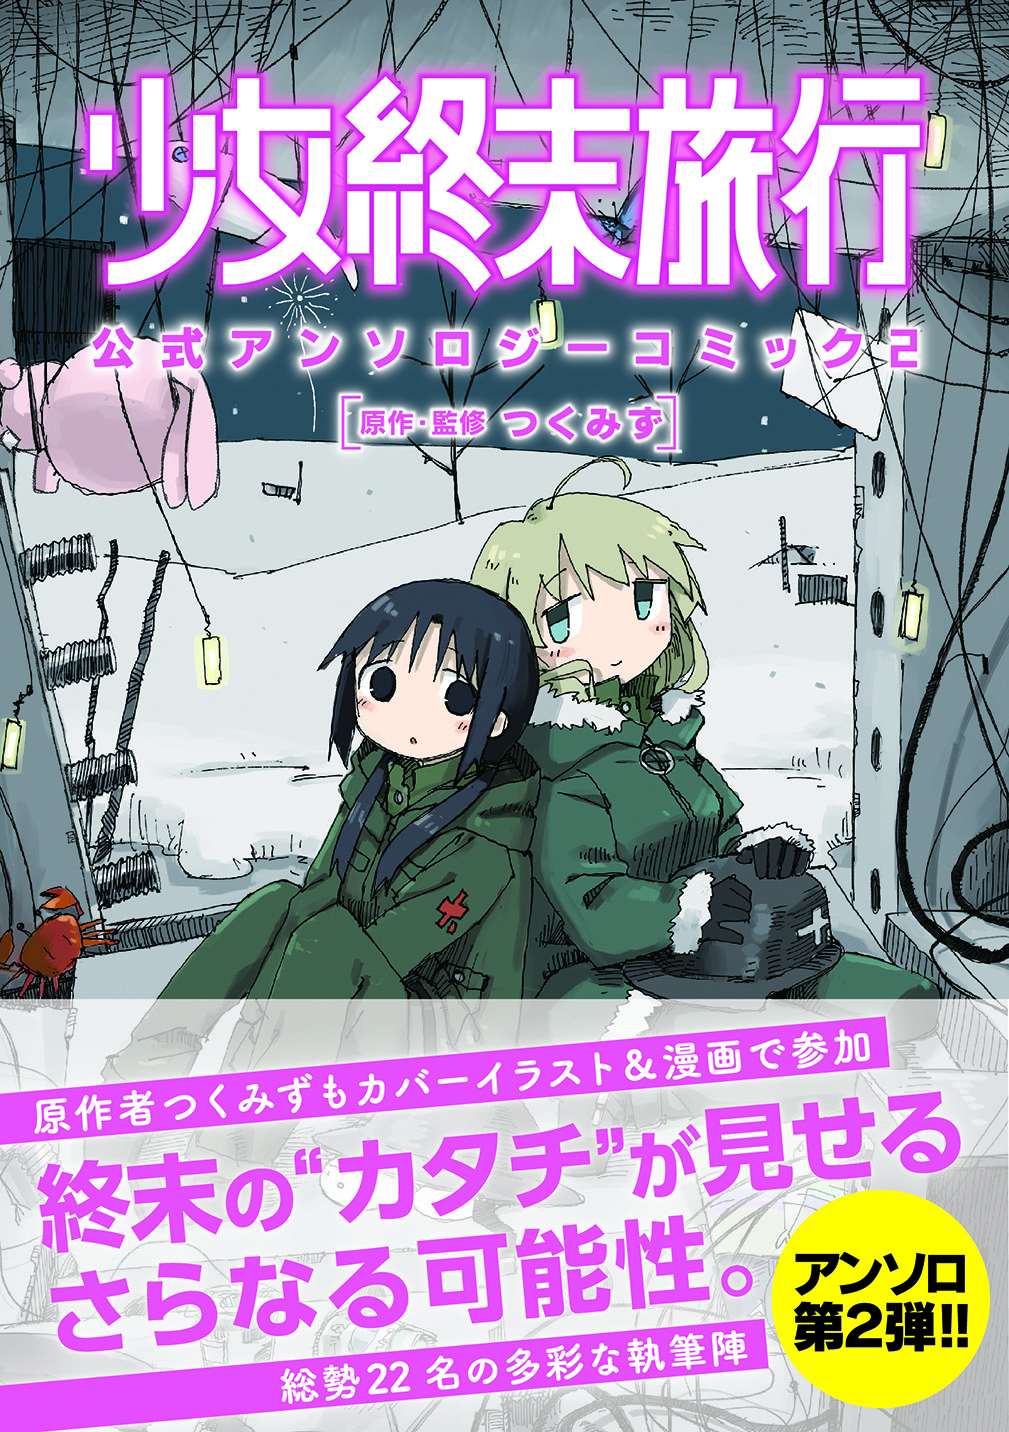 少女終末旅行
公式アンソロジーコミック2
[原作・監修 つくみず]
原作者つくみずもカバーイラスト&漫画で参加
終末の“カタチ”が見せる
さらなる可能性。
総勢22名の多彩な執筆陣
アンソロ
第2弾!!